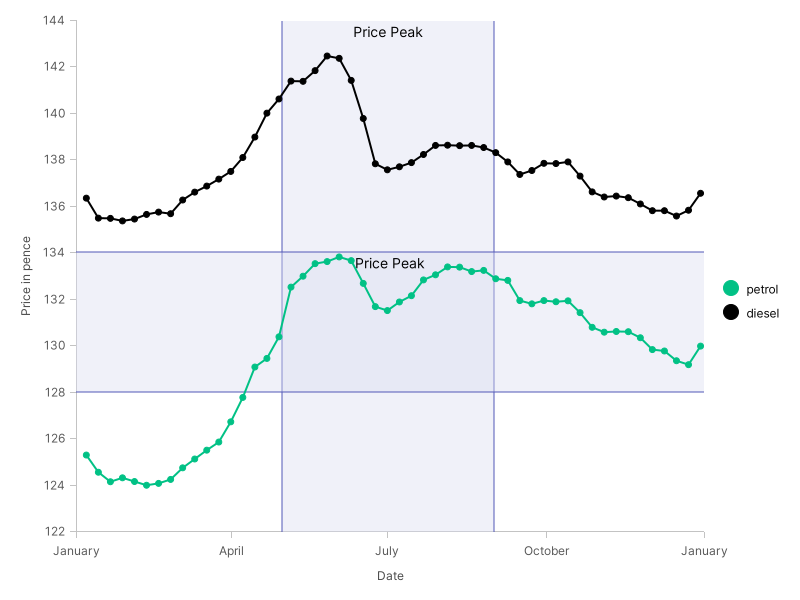 144
Price Peak
142
140
138
136
134
Price Peak
132
130
128
126
124
122
Price in pence
January
April
July
October
January
Date
petrol
diesel